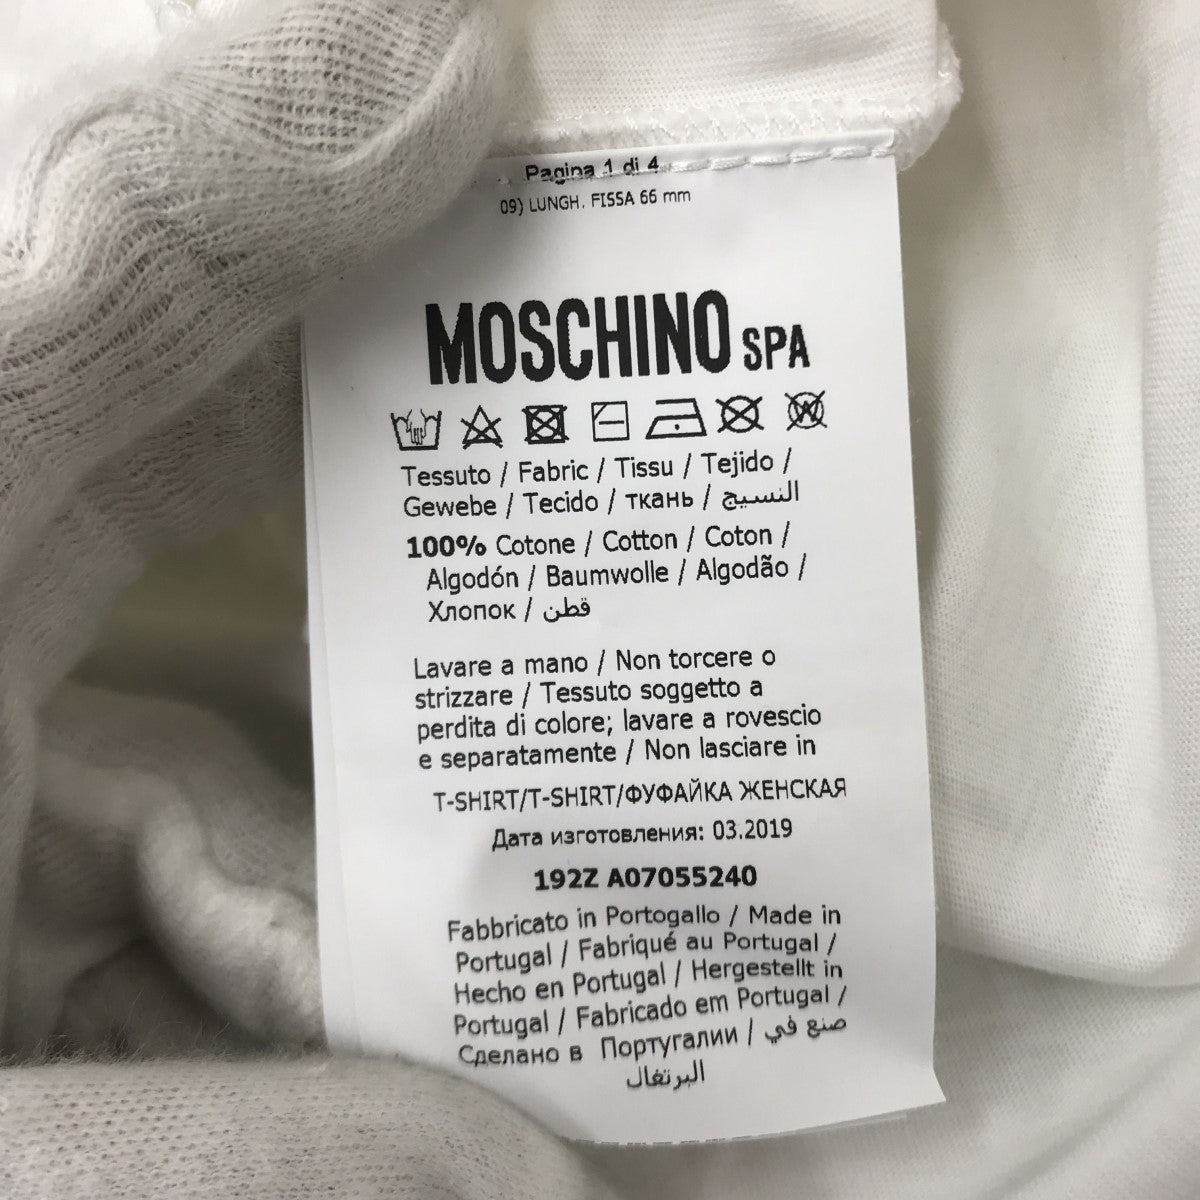 Pagina 1 di 4
09) LUNGH. FISSA 66 mm
MOSCHINO SPA
Tessuto / Fabric / Tissu / Tejido /
Gewebe / Tecido / ткань / النسيج
100% Cotone / Cotton / Coton /
Algodón / Baumwolle / Algodão /
Хлопок / قطن
Lavare a mano / Non torcere o
strizzare / Tessuto soggetto a
perdita di colore; lavare a rovescio
e separatamente / Non lasciare in
T-SHIRT/T-SHIRT/ФУФАЙКА ЖЕНСКАЯ
Дата изготовления: 03.2019
192Z A07055240
Fabbricato in Portogallo / Made in
Portugal / Fabriqué au Portugal /
Hecho en Portugal / Hergestellt in
Portugal / Fabricado em Portugal /
Сделано в Португалии / صنع في
البرتغال